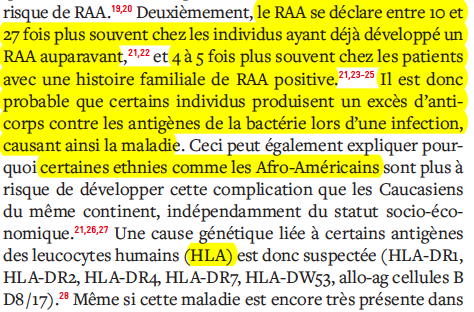 risque de RAA.19,20 Deuxièmement, le RAA se déclare entre 10 et
27 fois plus souvent chez les individus ayant déjà développé un
RAA auparavant,21,22 et 4 à 5 fois plus souvent chez les patients
avec une histoire familiale de RAA positive.21,23-25 Il est donc
probable que certains individus produisent un excès d’anti-
corps contre les antigènes de la bactérie lors d’une infection,
causant ainsi la maladie. Ceci peut également expliquer pour-
quoi certaines ethnies comme les Afro-Américains sont plus à
risque de développer cette complication que les Caucasiens
du même continent, indépendamment du statut socio-éco-
nomique.21,26,27 Une cause génétique liée à certains antigènes
des leucocytes humains (HLA) est donc suspectée (HLA-DR1,
HLA-DR2, HLA-DR4, HLA-DR7, HLA-DW53, allo-ag cellules B
D8/17).28 Même si cette maladie est encore très présente dans